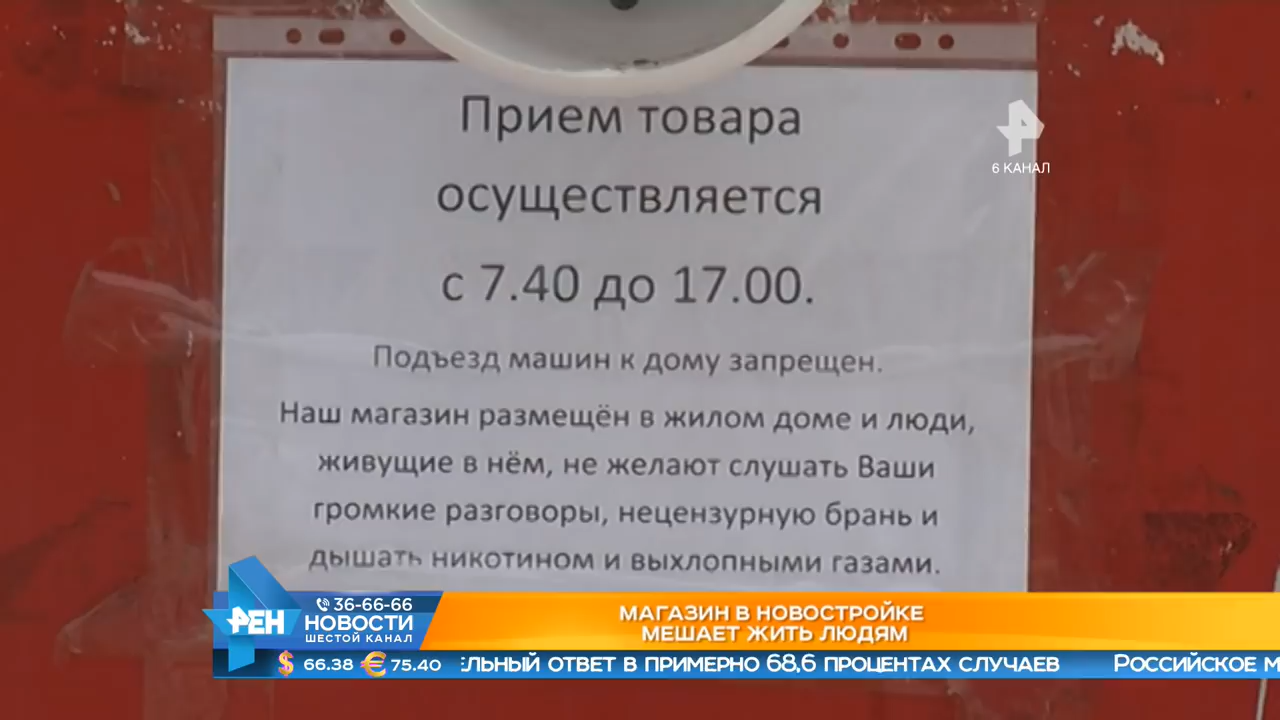 Прием товара
осуществляется
с 7.40 до 17.00.
Подъезд машин к дому запрещен.
Наш магазин размещён в жилом доме и люди,
живущие в нём, не желают слушать Ваши
громкие разговоры, нецензурную брань и
дышать никотином и выхлопными газами.
6 КАНАЛ
РЕН
36-66-66
НОВОСТИ
ШЕСТОЙ КАНАЛ
МАГАЗИН В НОВОСТРОЙКЕ
МЕШАЕТ ЖИТЬ ЛЮДЯМ
$ 66.38 € 75.40
ОТВЕТ В ПРИМЕРНО 68,6 ПРОЦЕНТАХ СЛУЧАЕВ РОССИЙСКОЕ